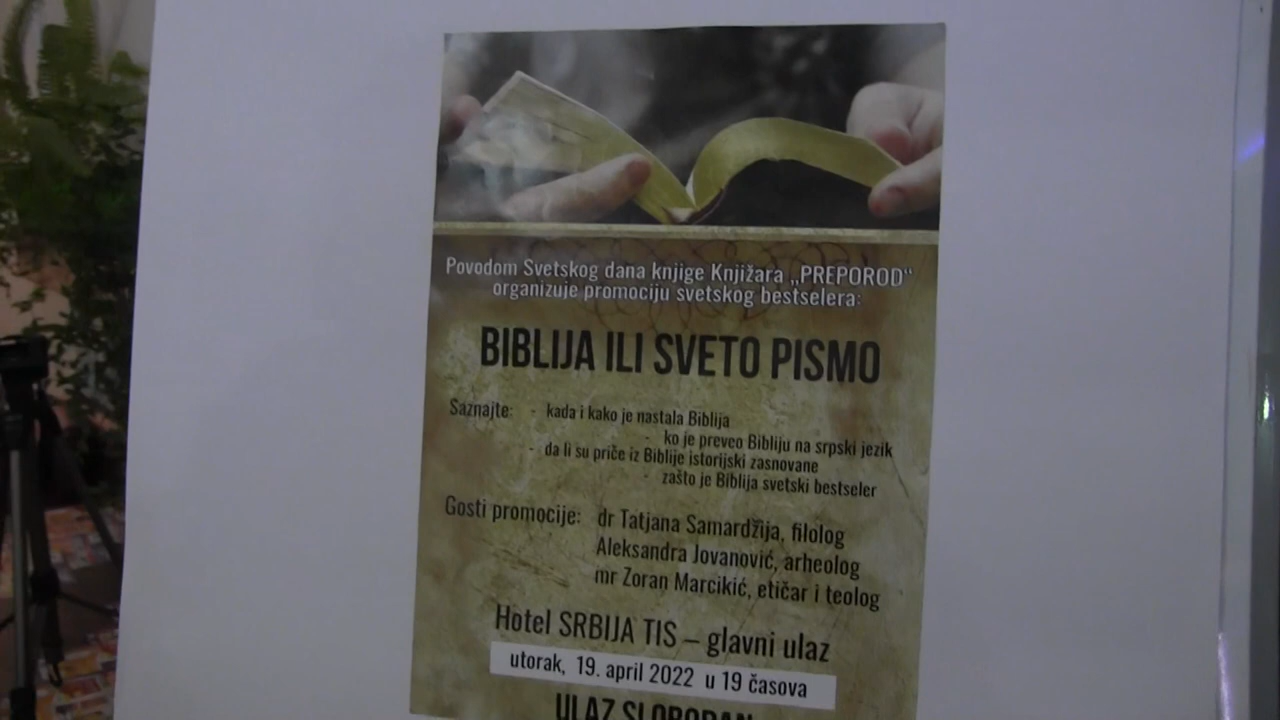 Povodom Svetskog dana knjige Knjižara „PREPOROD“
organizuje promociju svetskog bestselera:
BIBLIJA ILI SVETO PISMO
Saznajte: - kada i kako je nastala Biblija
- ko je preveo Bibliju na srpski jezik
- da li su priče iz Biblije istorijski zasnovane
- zašto je Biblija svetski bestseler
Gosti promocije: dr Tatjana Samardžija, filolog
Aleksandra Jovanović, arheolog
mr Zoran Marcikić, etičar i teolog
Hotel SRBIJA TIS – glavni ulaz
utorak, 19. april 2022 u 19 časova
ULAZ SLOBODAN